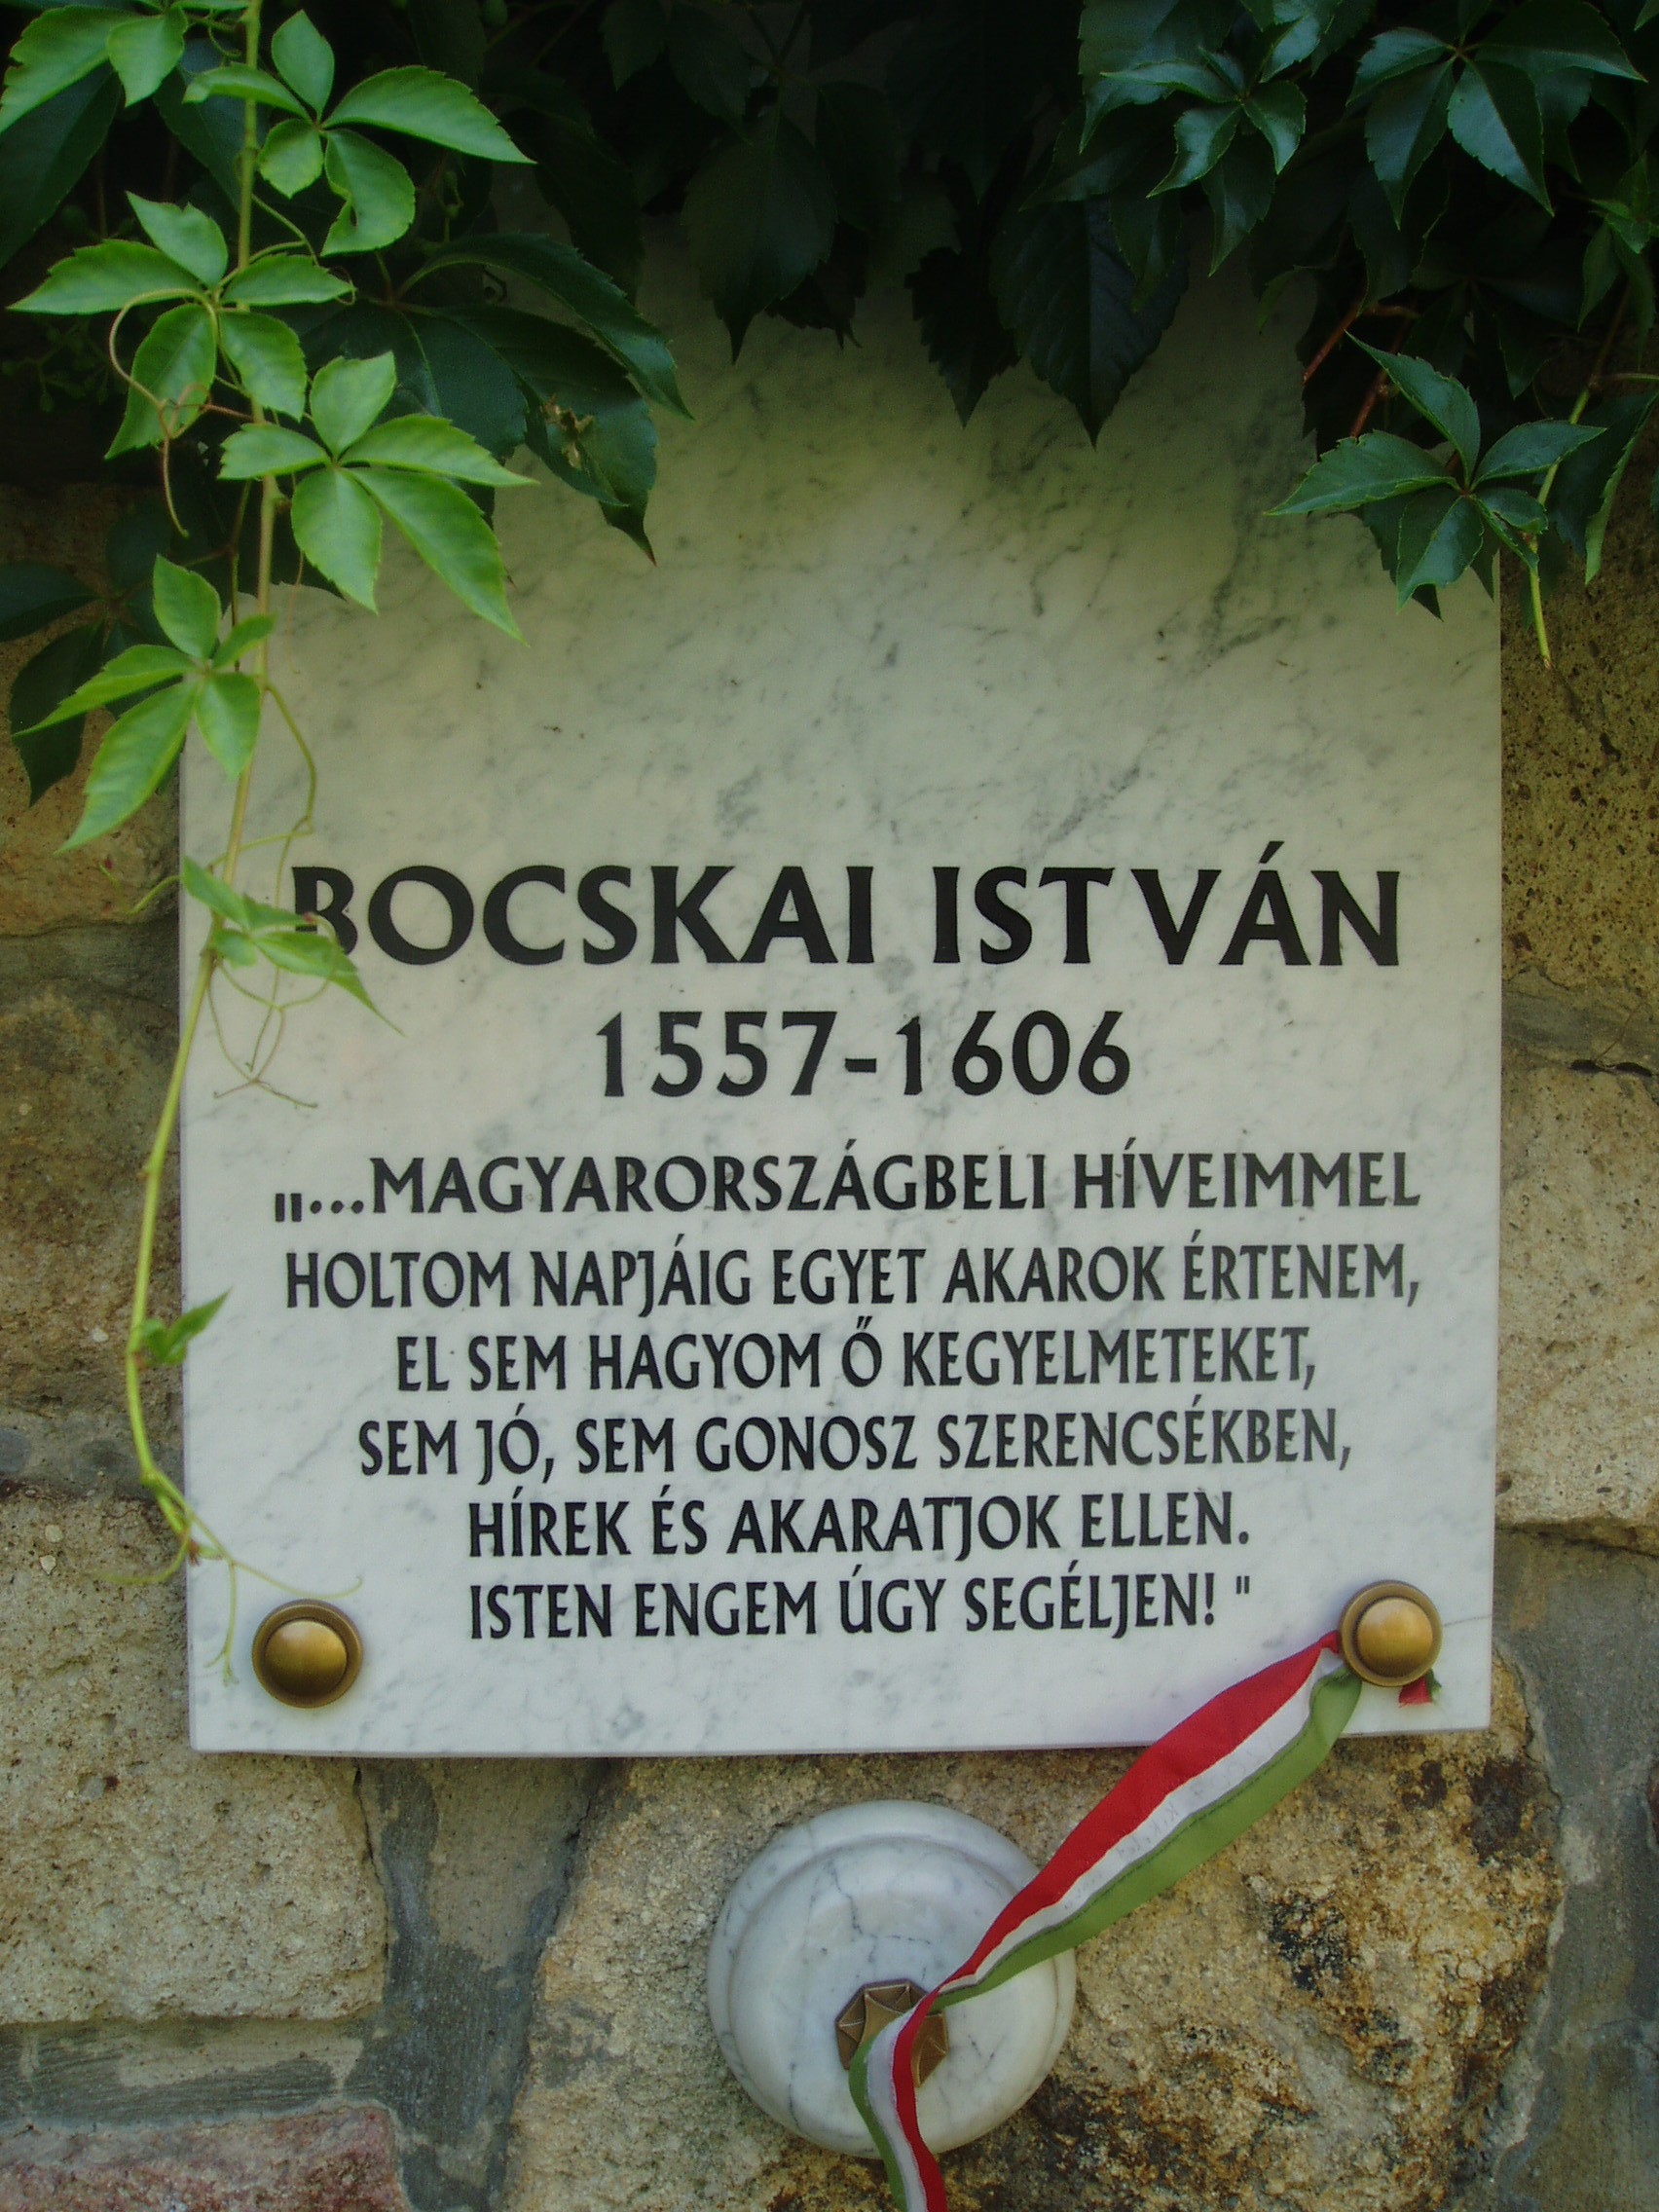 BOCSKAI ISTVÁN
1557-1606
„...MAGYARORSZÁGBELI HÍVEIMMEL
HOLTOM NAPJÁIG EGYET AKAROK ÉRTENEM,
EL SEM HAGYOM Ő KEGYELMETEKET,
SEM JÓ, SEM GONOSZ SZERENCSÉKBEN,
HÍREK ÉS AKARATJOK ELLEN.
ISTEN ENGEM ÚGY SEGÉLJEN! "